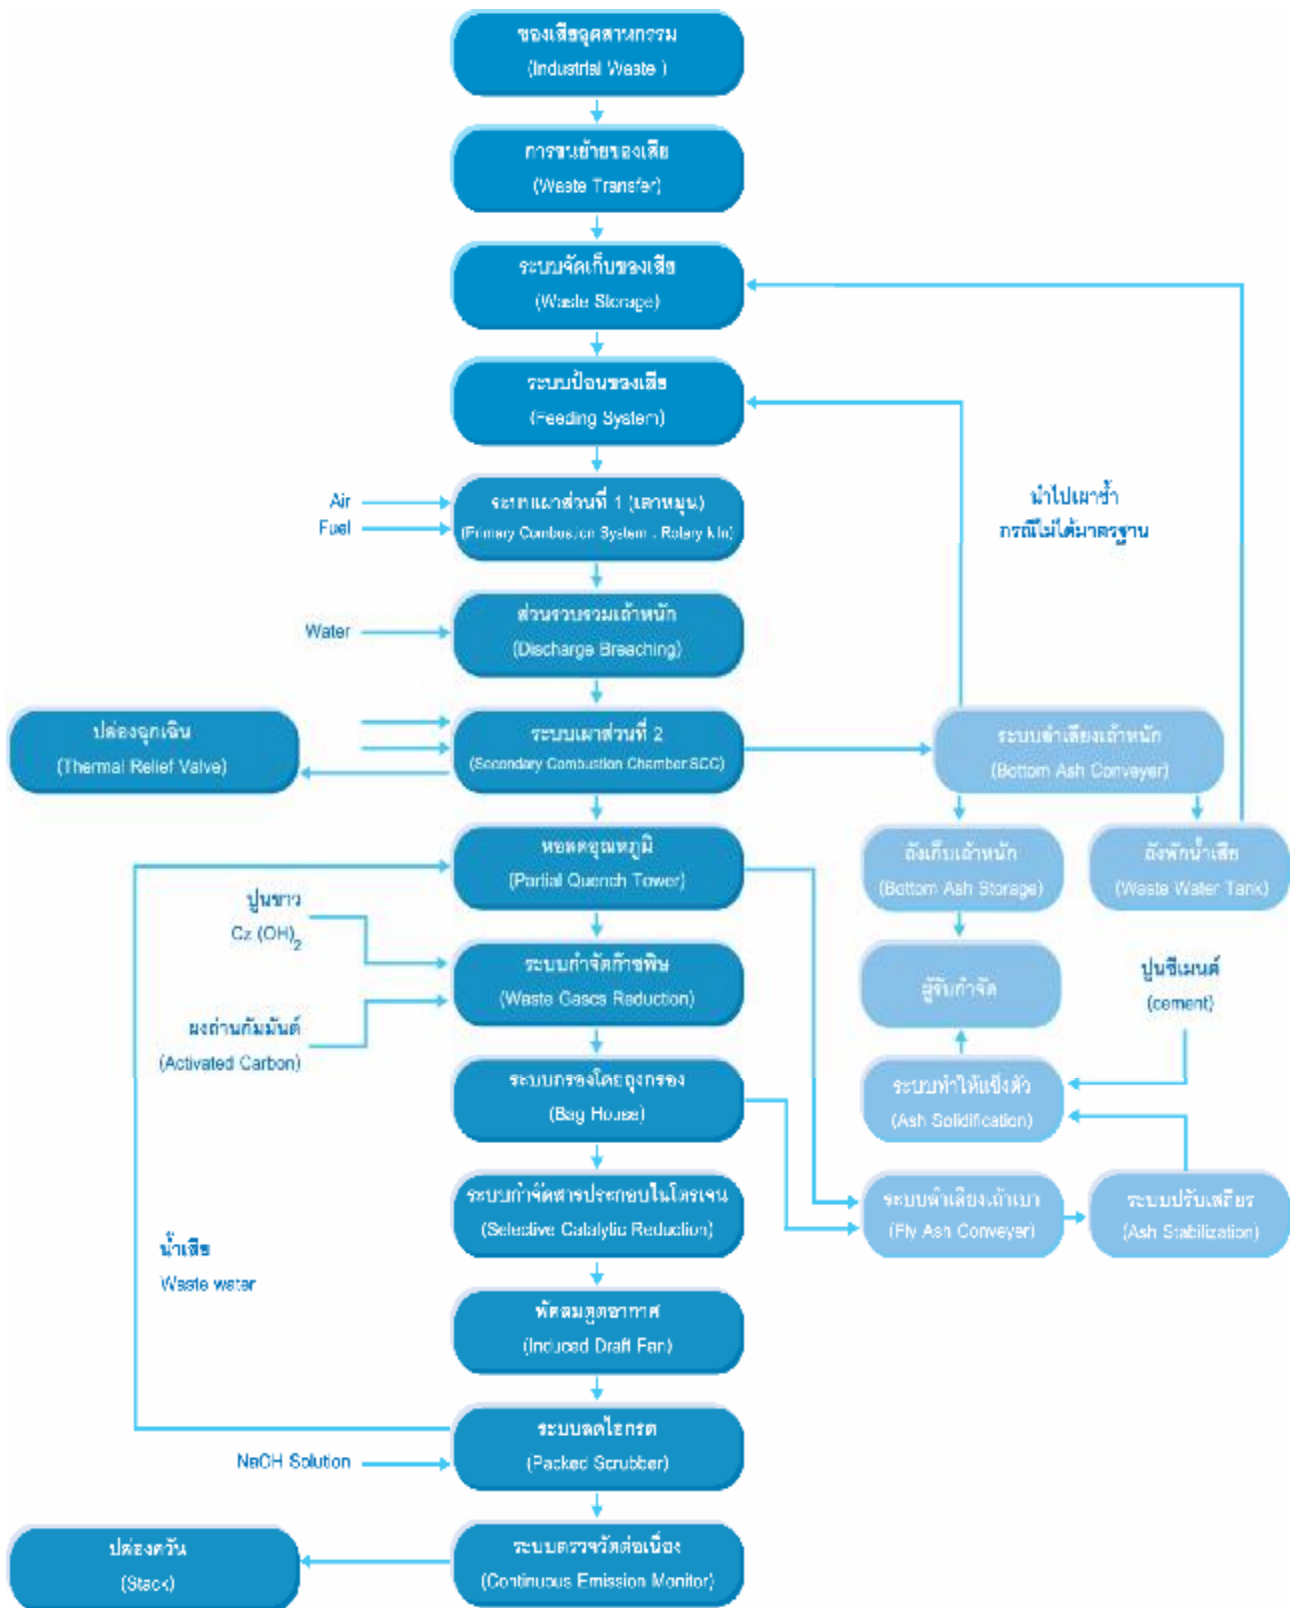 ของเสียอุตสาหกรรม
(Industrial Waste )
การขนย้ายของเสีย
(Waste Transfer)
ระบบจัดเก็บของเสีย
(Waste Storage)
ระบบป้อนของเสีย
(Feeding System)
Air
Fuel
ระบบเผาส่วนที่ 1 (เตาหมุน)
(Primary Combustion System : Rotary kiln)
นำไปเผาซ้ำ
กรณีไม่ได้มาตรฐาน
Water
ส่วนรวบรวมเถ้าหนัก
(Discharge Breaching)
ปล่องฉุกเฉิน
(Thermal Relief Valve)
ระบบเผาส่วนที่ 2
(Secondary Combustion Chamber:SCC)
ระบบลำเลียงเถ้าหนัก
(Bottom Ash Conveyer)
หอลดอุณหภูมิ
(Partial Quench Tower)
ถังเก็บเถ้าหนัก
(Bottom Ash Storage)
ถังพักน้ำเสีย
(Waste Water Tank)
ปูนขาว
Cz (OH)2
ระบบกำจัดก๊าซพิษ
(Waste Gases Reduction)
ผู้รับกำจัด
ปูนซีเมนต์
(cement)
ผงถ่านกัมมันต์
(Activated Carbon)
ระบบกรองโดยถุงกรอง
(Bag House)
ระบบทำให้แข็งตัว
(Ash Solidification)
ระบบกำจัดสารประกอบไนโตรเจน
(Selective Catalytic Reduction)
ระบบลำเลียงเถ้าเบา
(Fly Ash Conveyer)
ระบบปรับเสถียร
(Ash Stabilization)
น้ำเสีย
Waste water
พัดลมดูดอากาศ
(Induced Draft Fan)
NaOH Solution
ระบบลดไอกรด
(Packed Scrubber)
ปล่องควัน
(Stack)
ระบบตรวจวัดต่อเนื่อง
(Continuous Emission Monitor)